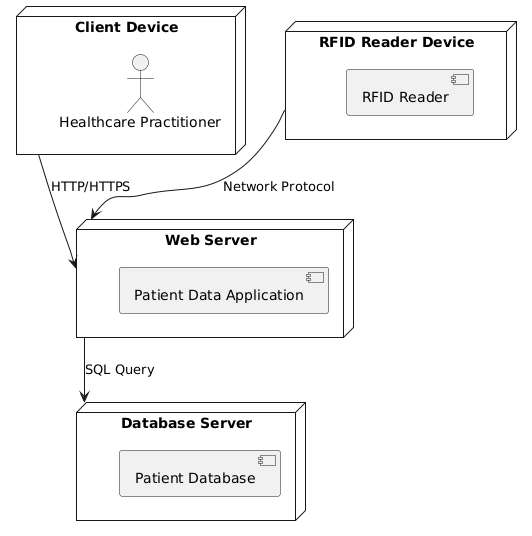 Client Device
RFID Reader Device
Healthcare Practitioner
RFID Reader
HTTP/HTTPS
Network Protocol
Web Server
Patient Data Application
SQL Query
Database Server
Patient Database